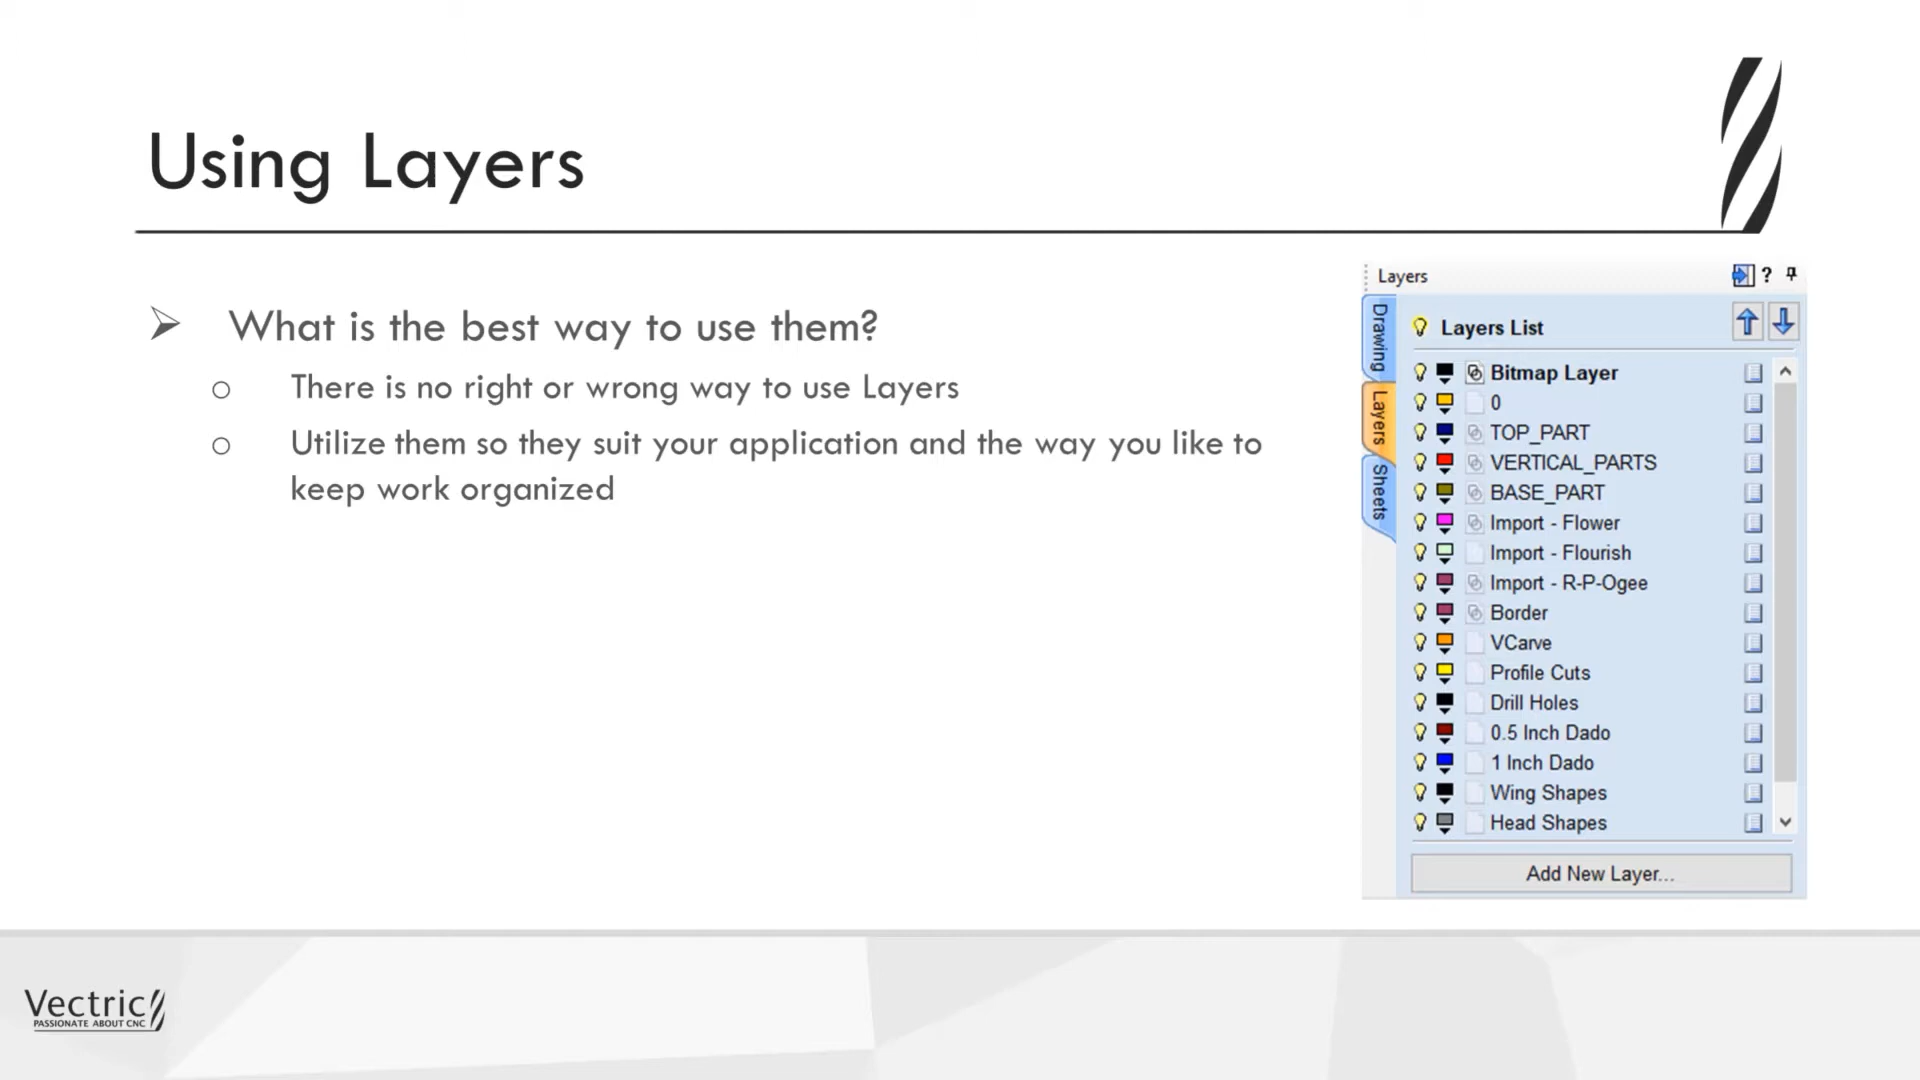 Using Layers
What is the best way to use them?
There is no right or wrong way to use Layers
Utilize them so they suit your application and the way you like to
keep work organized
Layers
?
Drawing
Layers
Sheets
Layers List
Bitmap Layer
0
TOP_PART
VERTICAL_PARTS
BASE_PART
Import - Flower
Import - Flourish
Import - R-P-Ogee
Border
VCarve
Profile Cuts
Drill Holes
0.5 Inch Dado
1 Inch Dado
Wing Shapes
Head Shapes
Add New Layer...
Vectric
PASSIONATE ABOUT CNC